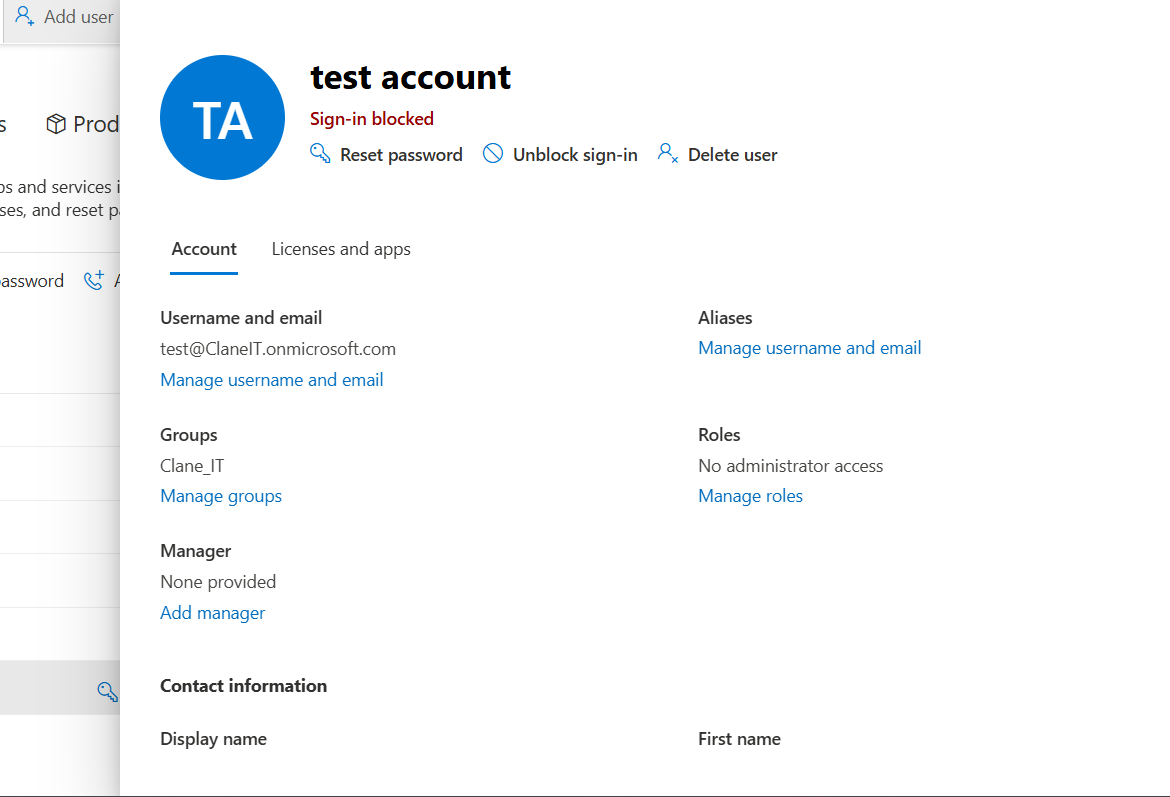 Add user
s
Prod
ps and services i
ses, and reset pa
password
A
TA
test account
Sign-in blocked
Reset password
Unblock sign-in
Delete user
Account
Licenses and apps
Username and email
test@ClaneIT.onmicrosoft.com
Manage username and email
Aliases
Manage username and email
Groups
Clane_IT
Manage groups
Roles
No administrator access
Manage roles
Manager
None provided
Add manager
Contact information
Display name
First name